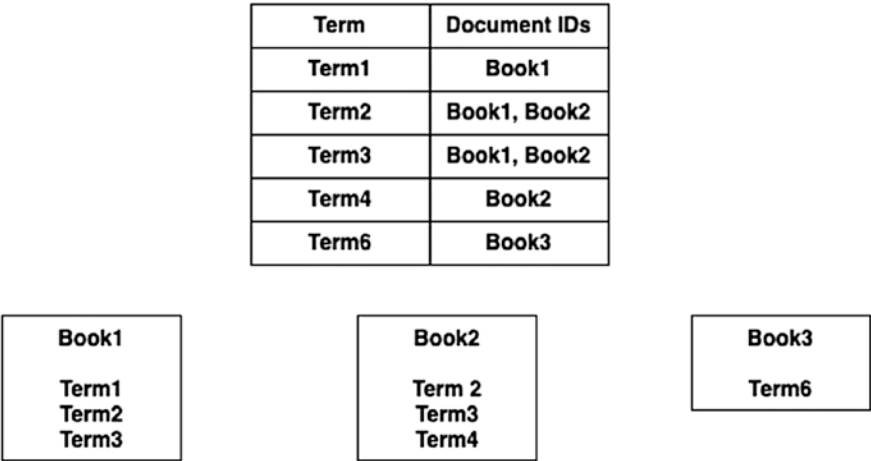 Term Document IDs
Term1 Book1
Term2 Book1, Book2
Term3 Book1, Book2
Term4 Book2
Term6 Book3
Book1
Term1
Term2
Term3
Book2
Term 2
Term3
Term4
Book3
Term6